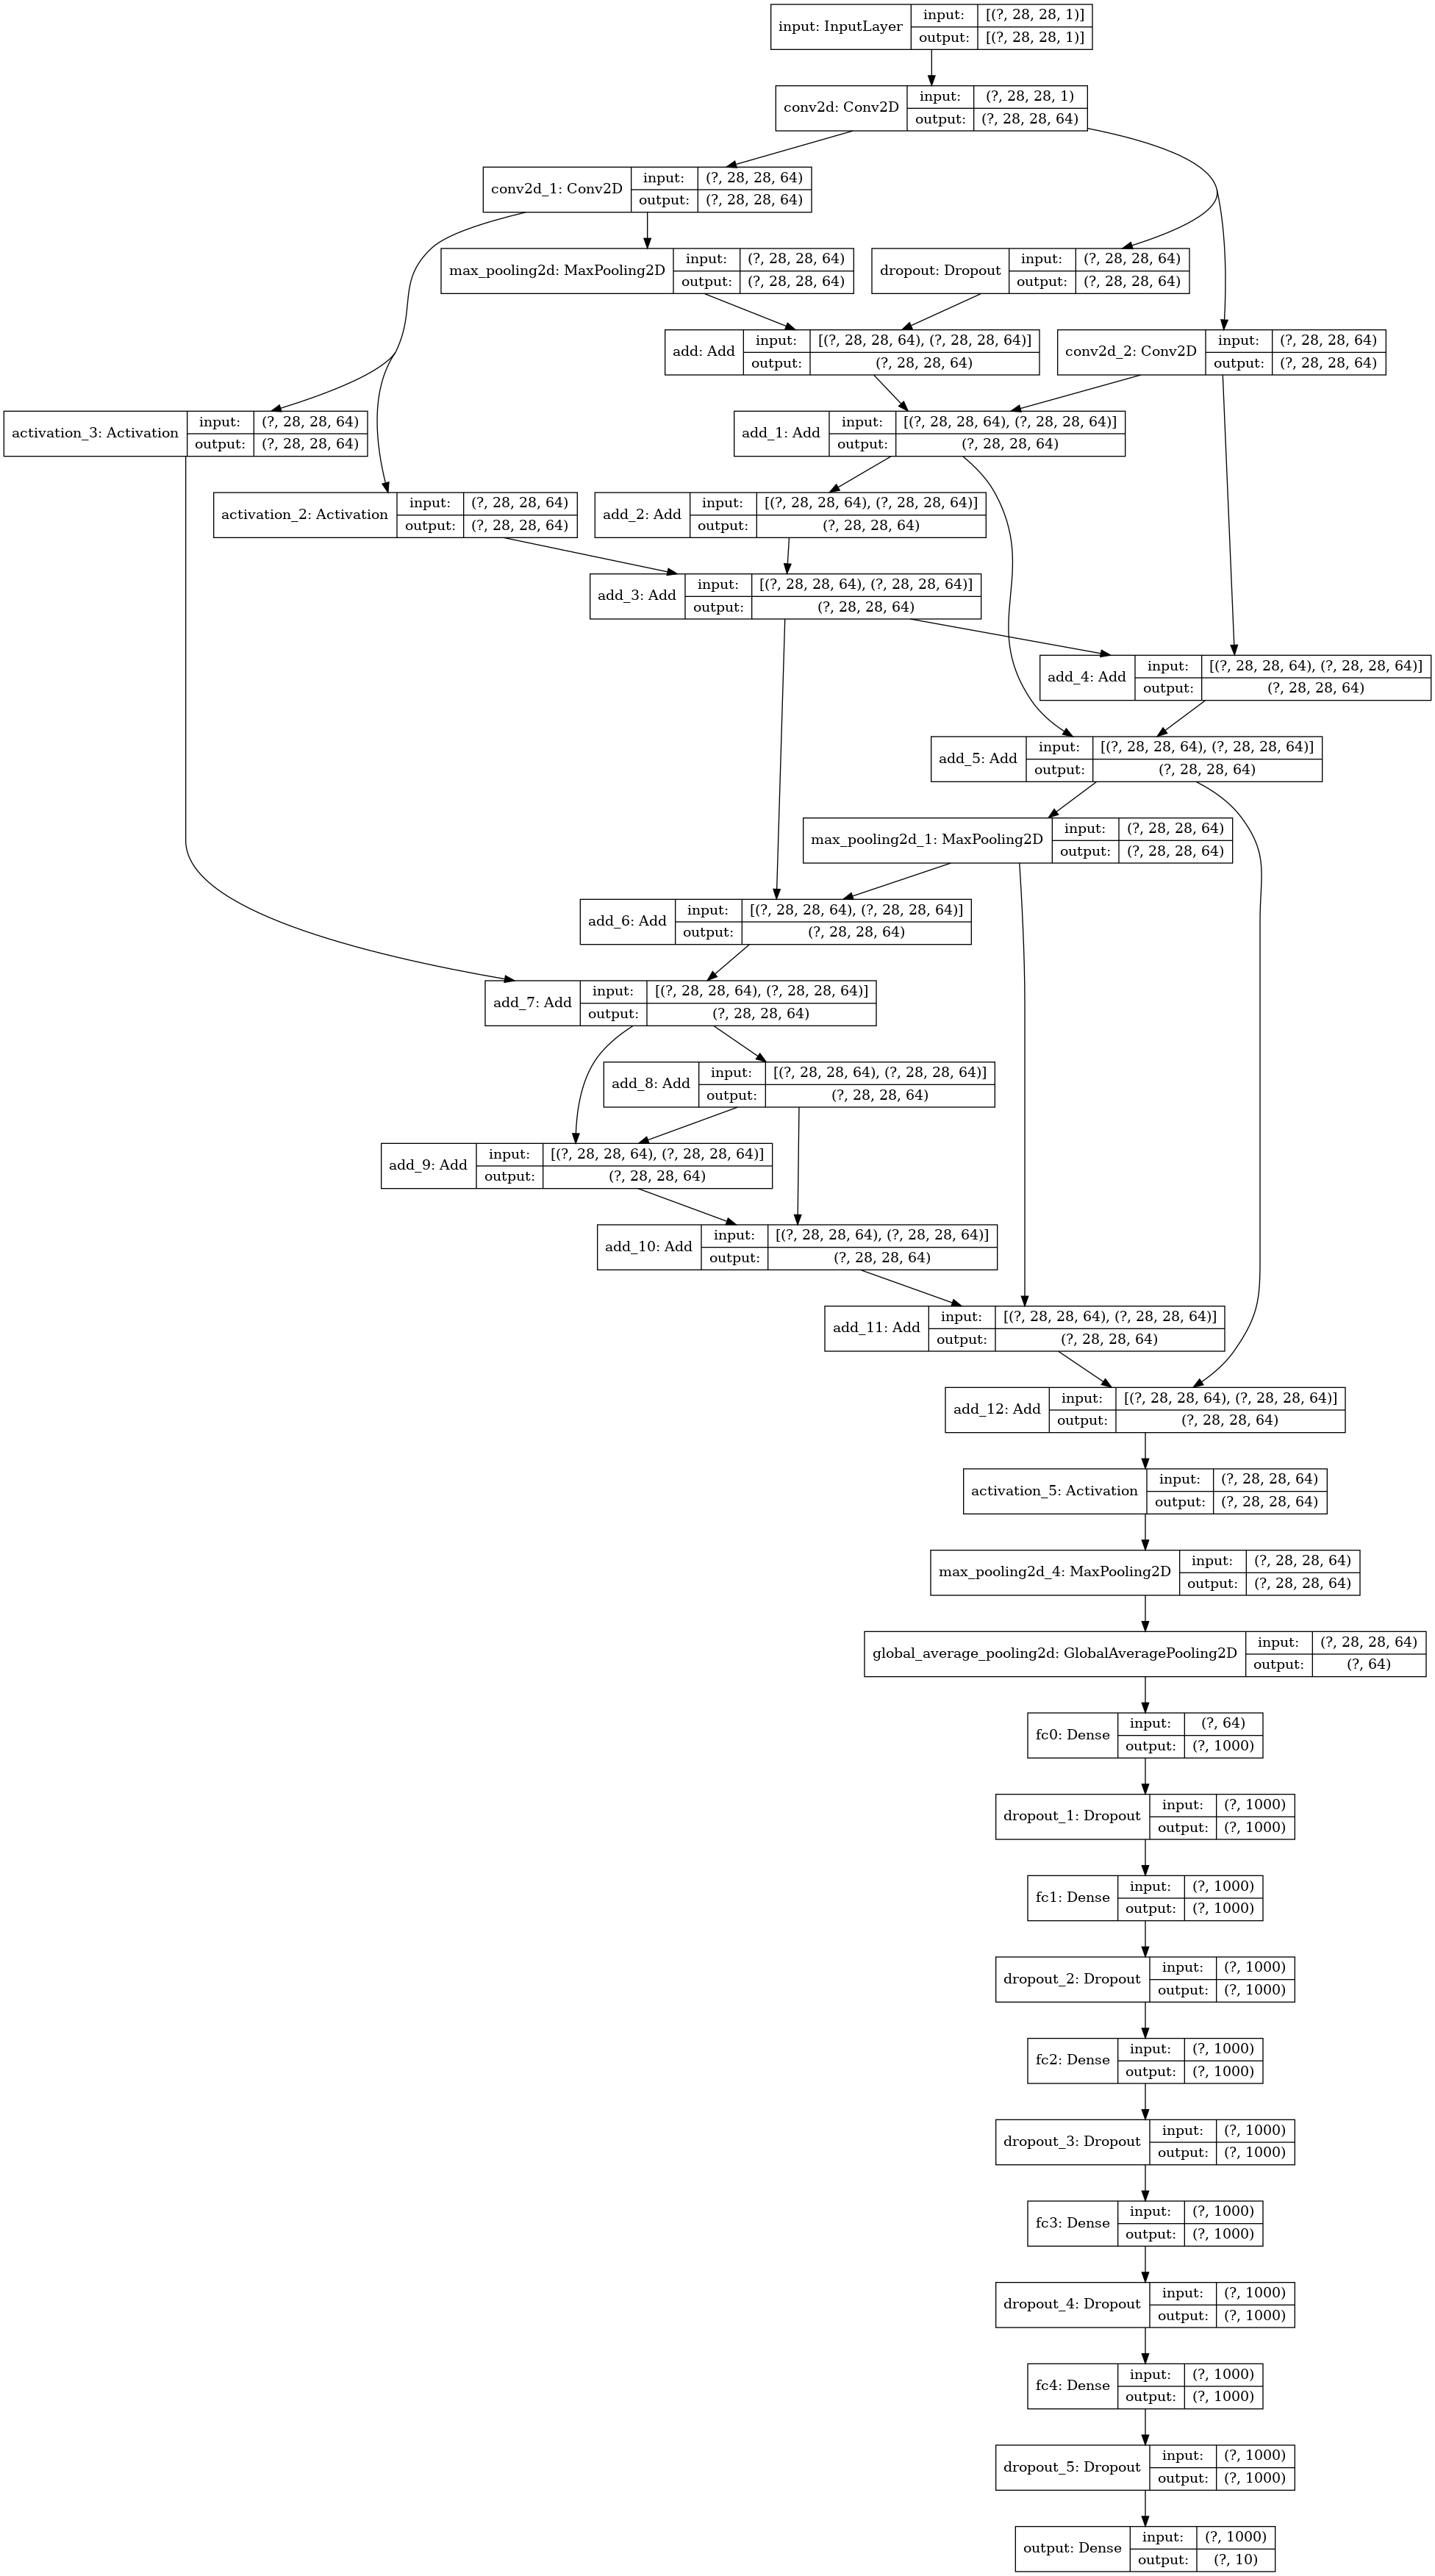 input: InputLayer
input: [(?, 28, 28, 1)]
output: [(?, 28, 28, 1)]
conv2d: Conv2D
input: (?, 28, 28, 1)
output: (?, 28, 28, 64)
conv2d_1: Conv2D
input: (?, 28, 28, 64)
output: (?, 28, 28, 64)
max_pooling2d: MaxPooling2D
input: (?, 28, 28, 64)
output: (?, 28, 28, 64)
dropout: Dropout
input: (?, 28, 28, 64)
output: (?, 28, 28, 64)
add: Add
input: [(?, 28, 28, 64), (?, 28, 28, 64)]
output: (?, 28, 28, 64)
conv2d_2: Conv2D
input: (?, 28, 28, 64)
output: (?, 28, 28, 64)
activation_3: Activation
input: (?, 28, 28, 64)
output: (?, 28, 28, 64)
add_1: Add
input: [(?, 28, 28, 64), (?, 28, 28, 64)]
output: (?, 28, 28, 64)
activation_2: Activation
input: (?, 28, 28, 64)
output: (?, 28, 28, 64)
add_2: Add
input: [(?, 28, 28, 64), (?, 28, 28, 64)]
output: (?, 28, 28, 64)
add_3: Add
input: [(?, 28, 28, 64), (?, 28, 28, 64)]
output: (?, 28, 28, 64)
add_4: Add
input: [(?, 28, 28, 64), (?, 28, 28, 64)]
output: (?, 28, 28, 64)
add_5: Add
input: [(?, 28, 28, 64), (?, 28, 28, 64)]
output: (?, 28, 28, 64)
max_pooling2d_1: MaxPooling2D
input: (?, 28, 28, 64)
output: (?, 28, 28, 64)
add_6: Add
input: [(?, 28, 28, 64), (?, 28, 28, 64)]
output: (?, 28, 28, 64)
add_7: Add
input: [(?, 28, 28, 64), (?, 28, 28, 64)]
output: (?, 28, 28, 64)
add_8: Add
input: [(?, 28, 28, 64), (?, 28, 28, 64)]
output: (?, 28, 28, 64)
add_9: Add
input: [(?, 28, 28, 64), (?, 28, 28, 64)]
output: (?, 28, 28, 64)
add_10: Add
input: [(?, 28, 28, 64), (?, 28, 28, 64)]
output: (?, 28, 28, 64)
add_11: Add
input: [(?, 28, 28, 64), (?, 28, 28, 64)]
output: (?, 28, 28, 64)
add_12: Add
input: [(?, 28, 28, 64), (?, 28, 28, 64)]
output: (?, 28, 28, 64)
activation_5: Activation
input: (?, 28, 28, 64)
output: (?, 28, 28, 64)
max_pooling2d_4: MaxPooling2D
input: (?, 28, 28, 64)
output: (?, 28, 28, 64)
global_average_pooling2d: GlobalAveragePooling2D
input: (?, 28, 28, 64)
output: (?, 64)
fc0: Dense
input: (?, 64)
output: (?, 1000)
dropout_1: Dropout
input: (?, 1000)
output: (?, 1000)
fc1: Dense
input: (?, 1000)
output: (?, 1000)
dropout_2: Dropout
input: (?, 1000)
output: (?, 1000)
fc2: Dense
input: (?, 1000)
output: (?, 1000)
dropout_3: Dropout
input: (?, 1000)
output: (?, 1000)
fc3: Dense
input: (?, 1000)
output: (?, 1000)
dropout_4: Dropout
input: (?, 1000)
output: (?, 1000)
fc4: Dense
input: (?, 1000)
output: (?, 1000)
dropout_5: Dropout
input: (?, 1000)
output: (?, 1000)
output: Dense
input: (?, 1000)
output: (?, 10)